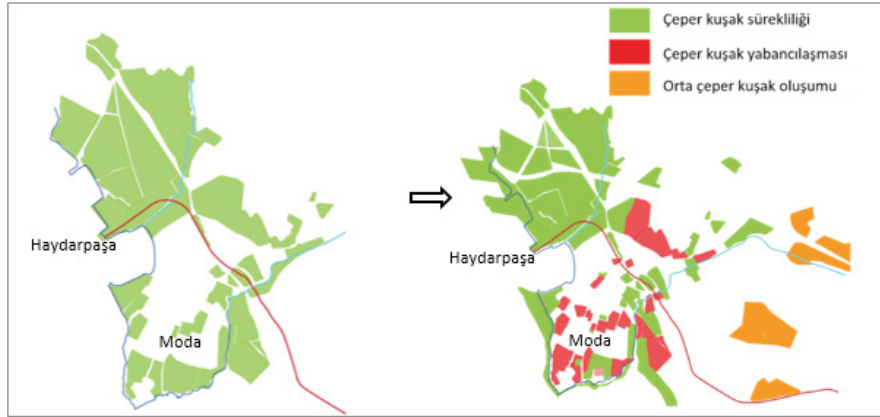 Çeper kuşak sürekliliği
Çeper kuşak yabancılaşması
Orta çeper kuşak oluşumu
Haydarpaşa
Moda
Haydarpaşa
Moda